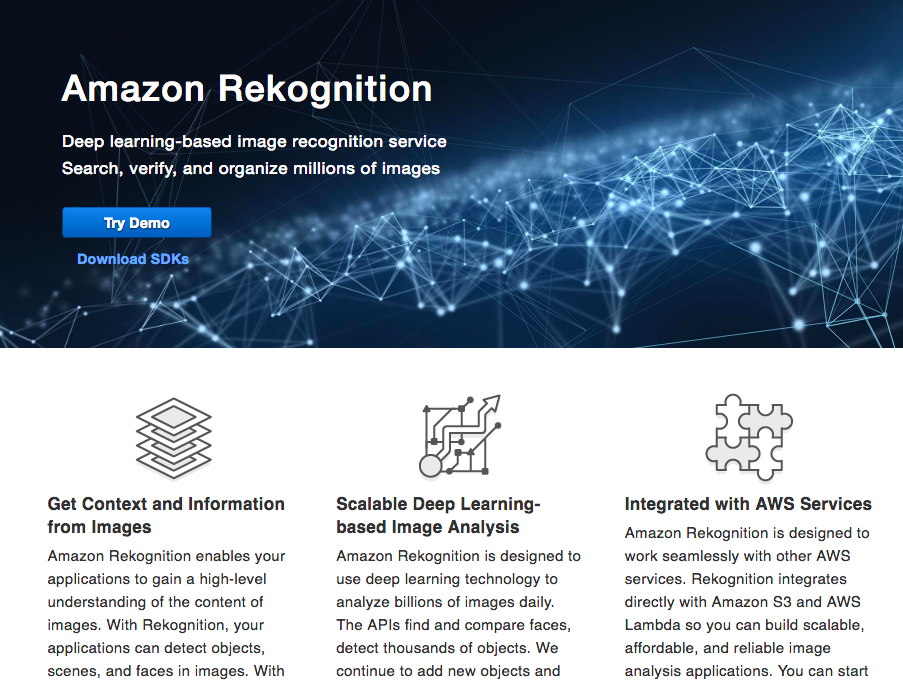 Amazon Rekognition
Deep learning-based image recognition service
Search, verify, and organize millions of images
Try Demo
Download SDKs
Get Context and Information
from Images
Amazon Rekognition enables your
applications to gain a high-level
understanding of the content of
images. With Rekognition, your
applications can detect objects,
scenes, and faces in images. With
Scalable Deep Learning-
based Image Analysis
Amazon Rekognition is designed to
use deep learning technology to
analyze billions of images daily.
The APIs find and compare faces,
detect thousands of objects. We
continue to add new objects and
Integrated with AWS Services
Amazon Rekognition is designed to
work seamlessly with other AWS
services. Rekognition integrates
directly with Amazon S3 and AWS
Lambda so you can build scalable,
affordable, and reliable image
analysis applications. You can start